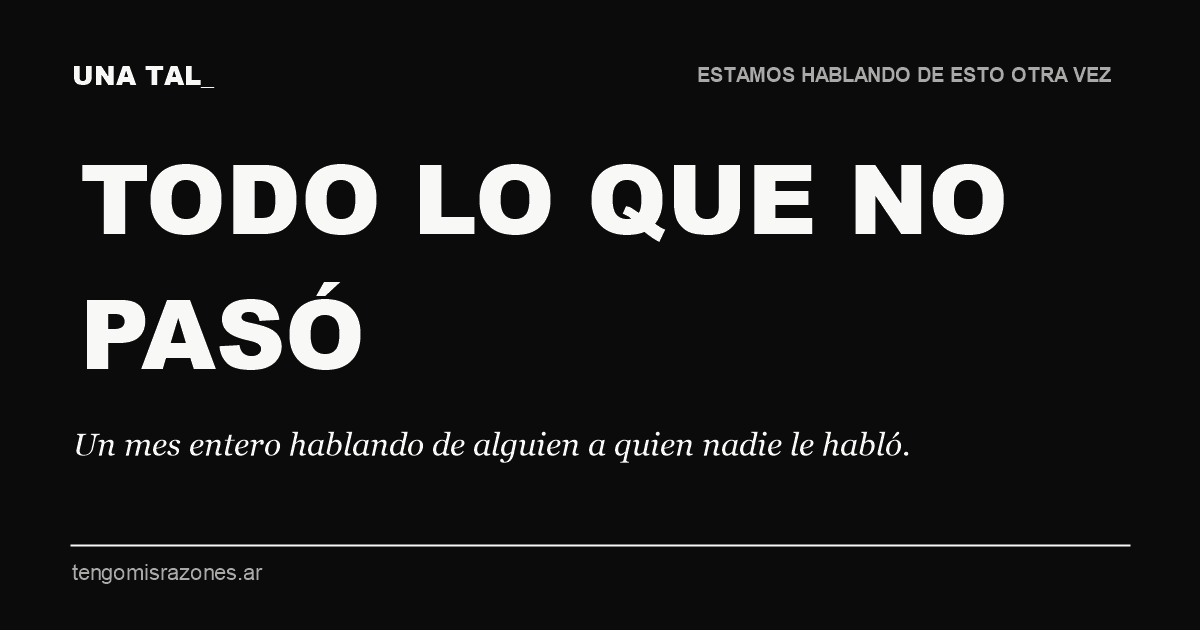 UNA TAL_
ESTAMOS HABLANDO DE ESTO OTRA VEZ
TODO LO QUE NO
PASÓ
Un mes entero hablando de alguien a quien nadie le habló.
tengomisrazones.ar